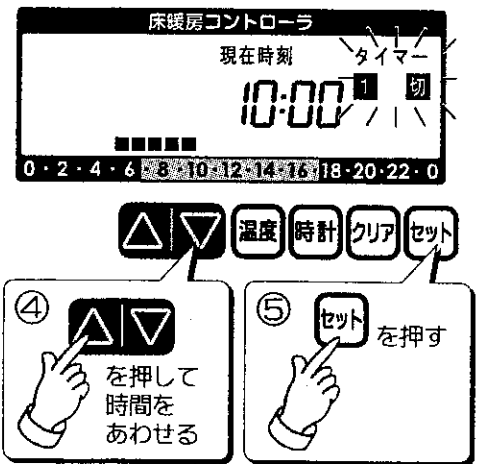 床暖房コントローラ
現在時刻 タイマー
10:00 1 切
0・2・4・6・8・10・12・14・16・18・20・22・0
△ ▽ 温度 時計 クリア セット
④
△ ▽
を押して
時間を
あわせる
⑤
セット を押す